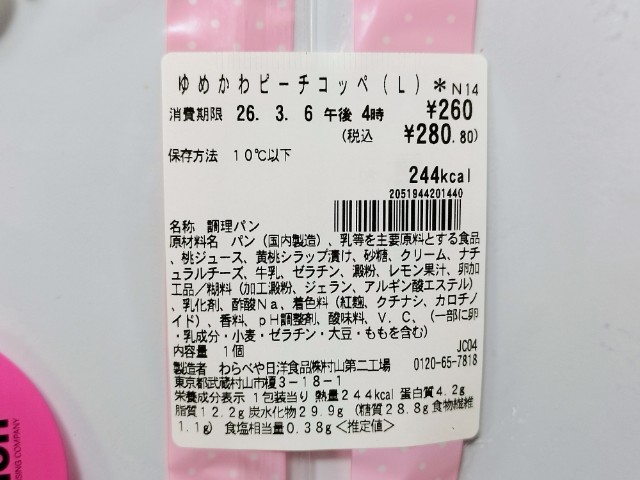 ゆめかわピーチコッペ(L)＊N14
消費期限 26. 3. 6 午後 4時 ¥260
(税込 ¥280.80)
保存方法 10℃以下
244kcal
2051944201440
名称 調理パン
原材料名 パン(国内製造)、乳等を主要原料とする食品
、桃ジュース、黄桃シラップ漬け、砂糖、クリーム、ナチ
ュラルチーズ、牛乳、ゼラチン、澱粉、レモン果汁、卵加
工品／糊料(加工澱粉、ジェラン、アルギン酸エステル)
、乳化剤、酢酸Na、着色料(紅麹、クチナシ、カロチノ
イド)、香料、pH調整剤、酸味料、V.C、(一部に卵
・乳成分・小麦・ゼラチン・大豆・ももを含む)
内容量 1個 JC04
製造者 わらべや日洋食品㈱村山第二工場 0120-65-7818
東京都武蔵村山市榎3-18-1
栄養成分表示 1包装当り 熱量244kcal 蛋白質4.2g
脂質12.2g 炭水化物29.9g (糖質28.8g 食物繊維
1.1g) 食塩相当量0.38g<推定値>